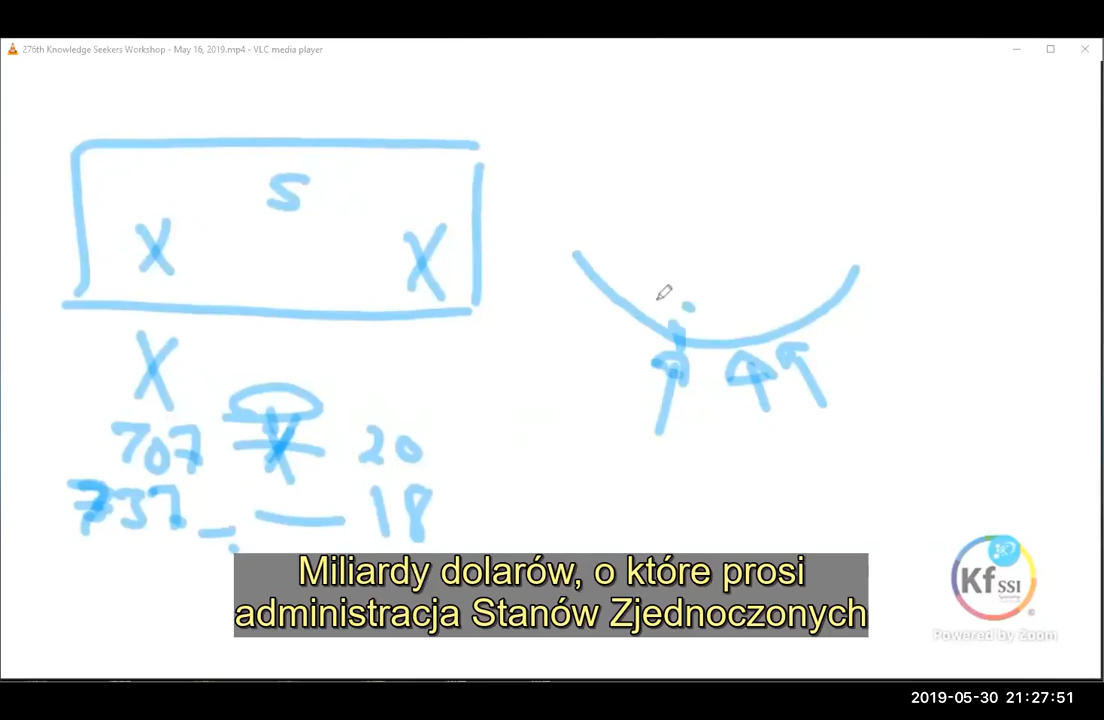 276th Knowledge Seekers Workshop - May 16, 2019.mp4 - VLC media player
S
X X
X
707 X 20
737 18
Miliardy dolarów, o które prosi
administracja Stanów Zjednoczonych
Kf SSI
©
Powered by Zoom
2019-05-30 21:27:51